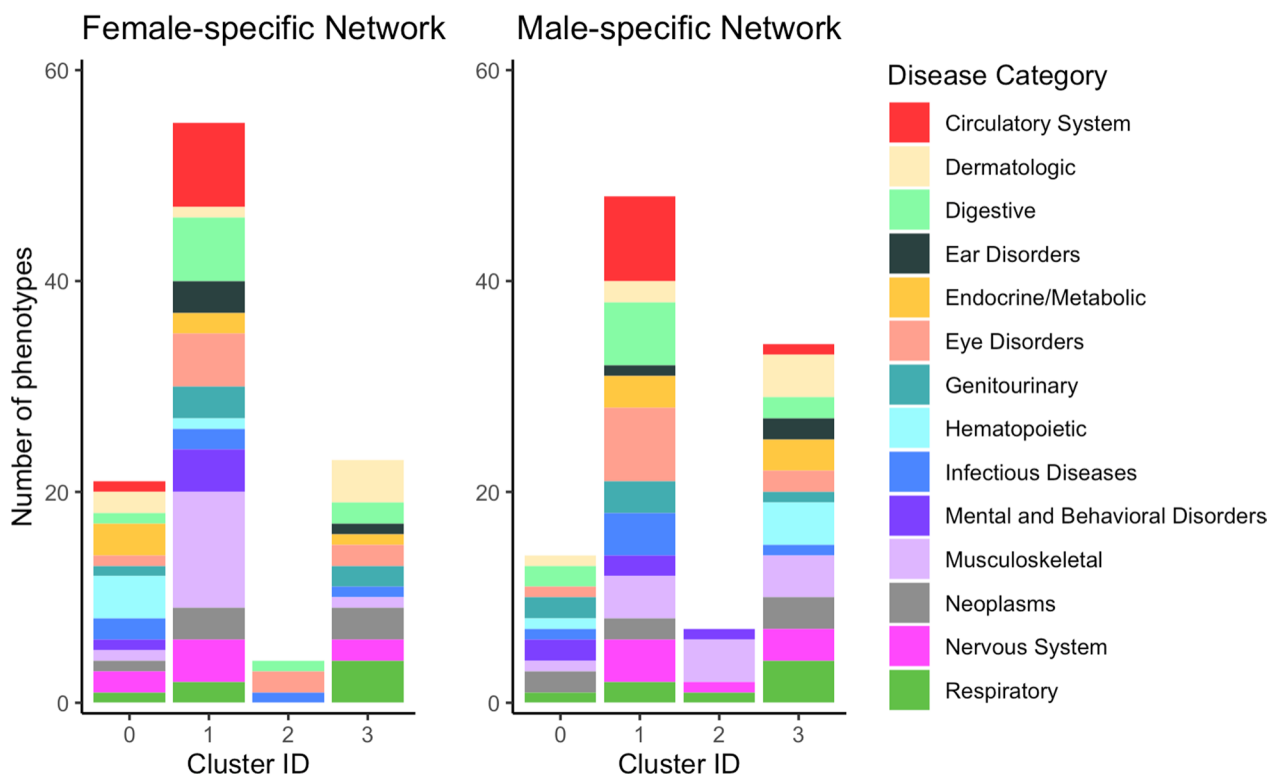 Female-specific Network
Male-specific Network
Number of phenotypes
60
40
20
0
0 1 2 3
Cluster ID
60
40
20
0
0 1 2 3
Cluster ID
Disease Category
Circulatory System
Dermatologic
Digestive
Ear Disorders
Endocrine/Metabolic
Eye Disorders
Genitourinary
Hematopoietic
Infectious Diseases
Mental and Behavioral Disorders
Musculoskeletal
Neoplasms
Nervous System
Respiratory